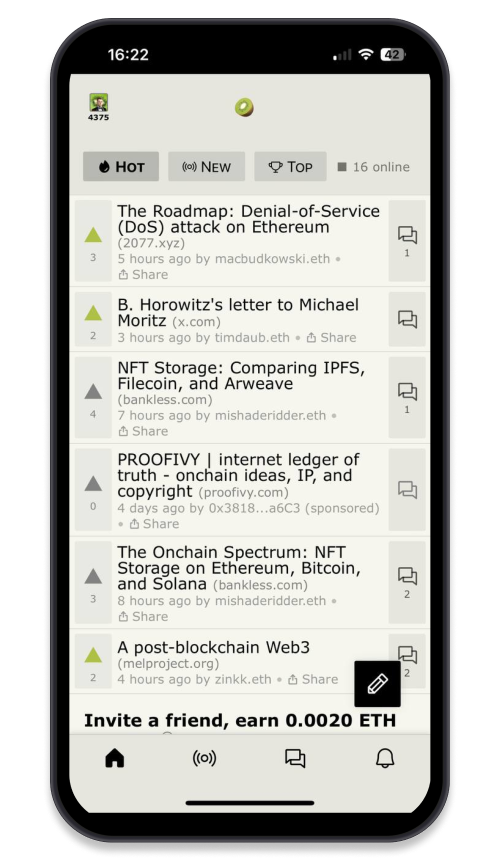 16:22
42
4375
HOT
NEW
TOP
16 online
The Roadmap: Denial-of-Service
(DoS) attack on Ethereum
(2077.xyz)
5 hours ago by macbudkowski.eth •
Share
3
1
B. Horowitz's letter to Michael
Moritz (x.com)
3 hours ago by timdaub.eth • Share
2
NFT Storage: Comparing IPFS,
Filecoin, and Arweave
(bankless.com)
7 hours ago by mishaderidder.eth •
Share
4
1
PROOFIVY | internet ledger of
truth - onchain ideas, IP, and
copyright (proofivy.com)
4 days ago by 0x3818...a6C3 (sponsored)
• Share
0
The Onchain Spectrum: NFT
Storage on Ethereum, Bitcoin,
and Solana (bankless.com)
8 hours ago by mishaderidder.eth •
Share
3
2
A post-blockchain Web3
(melproject.org)
4 hours ago by zinkk.eth • Share
2
2
Invite a friend, earn 0.0020 ETH